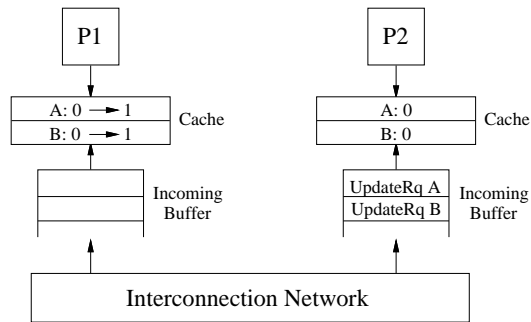 P1
P2
A: 0 → 1
B: 0 → 1
Cache
A: 0
B: 0
Cache
Incoming
Buffer
UpdateRq A
UpdateRq B
Incoming
Buffer
Interconnection Network